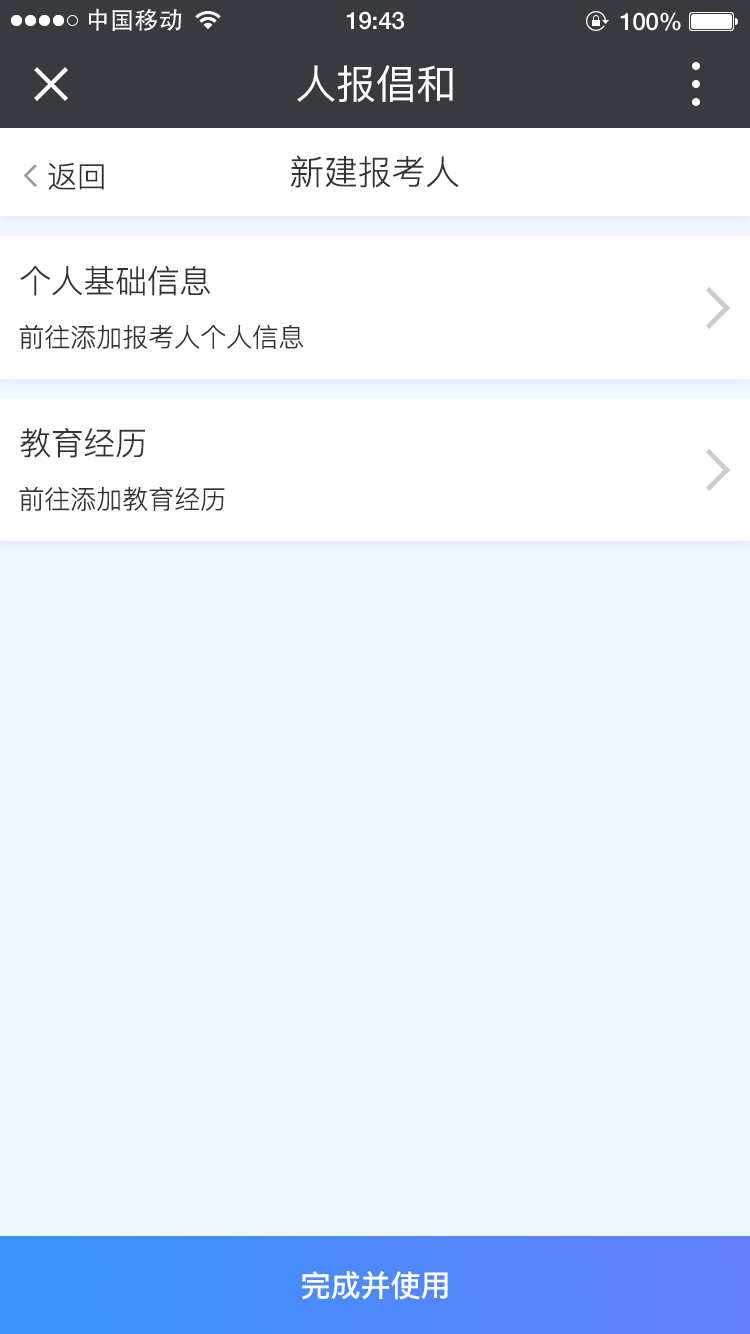 中国移动 19:43 100%
人报倡和
返回 新建报考人
个人基础信息
前往添加报考人个人信息
教育经历
前往添加教育经历
完成并使用